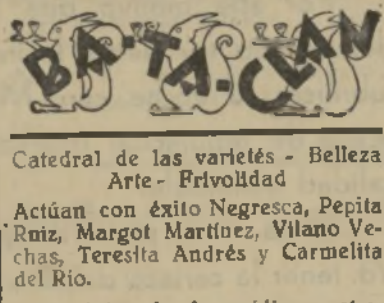 BA-TA-CLAN
Catedral de las varietés - Belleza
Arte - Frivolidad
Actúan con éxito Negresca, Pepita
Ruiz, Margot Martínez, Vilano Ve-
chas, Teresita Andrés y Carmelita
del Río.